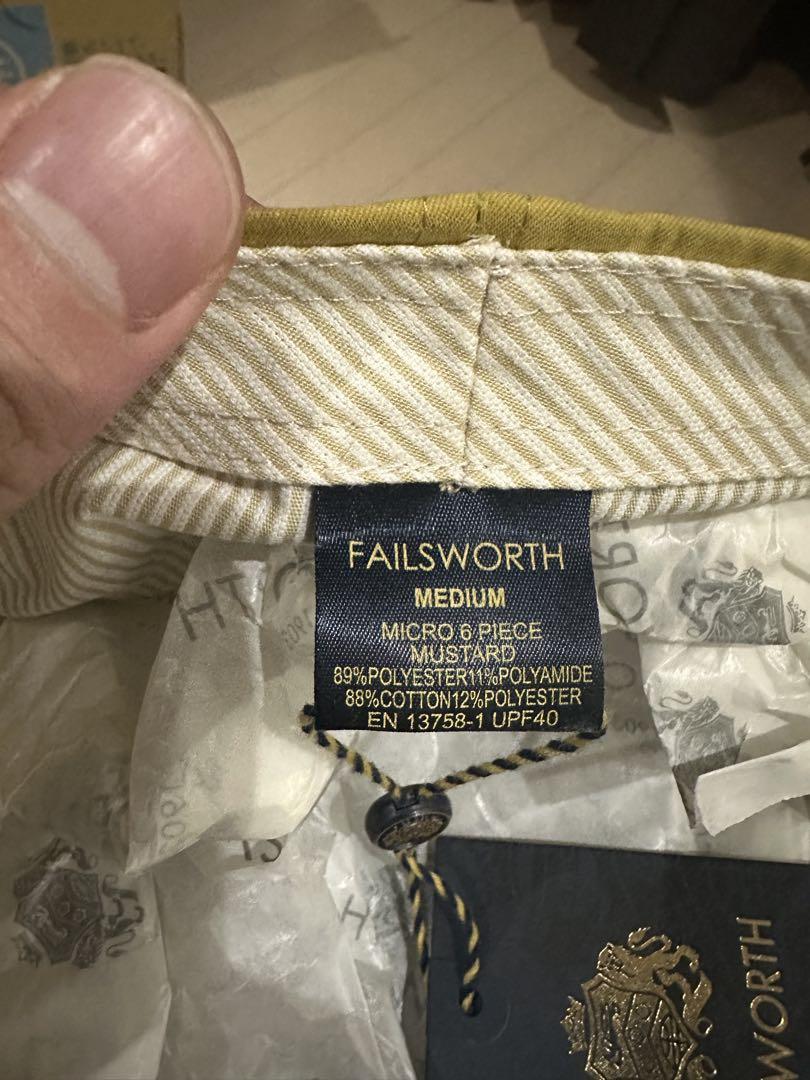 FAILSWORTH
MEDIUM
MICRO 6 PIECE
MUSTARD
89%POLYESTER11%POLYAMIDE
88%COTTON12%POLYESTER
EN 13758-1 UPF40
WORTH